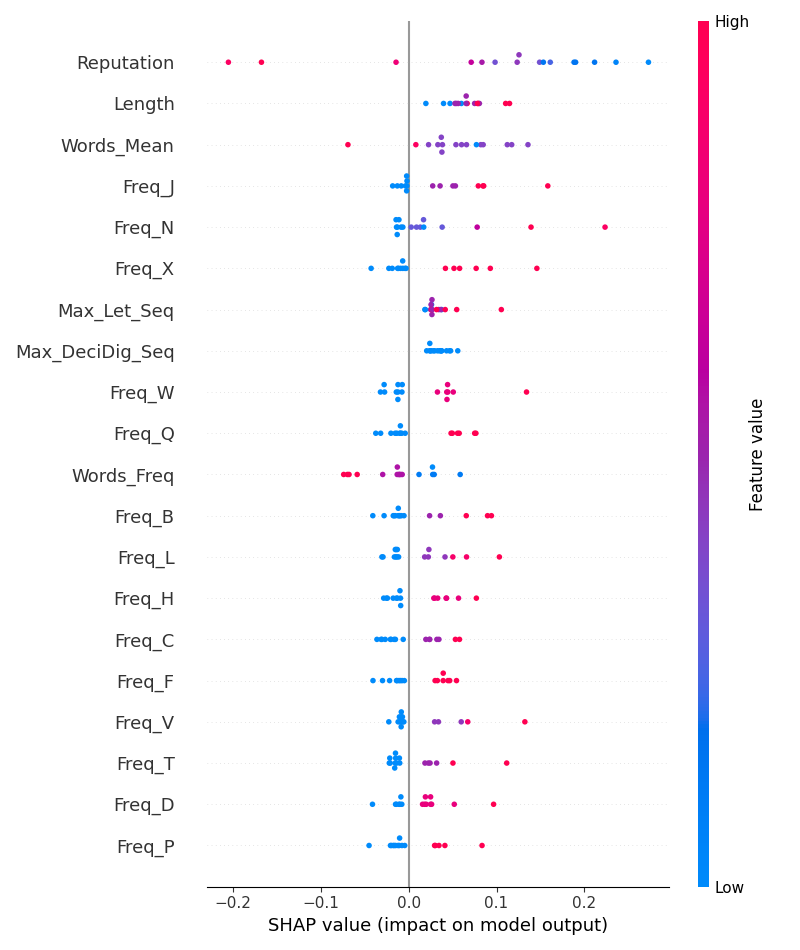 High
Reputation
Length
Words_Mean
Freq_J
Freq_N
Freq_X
Max_Let_Seq
Max_DeciDig_Seq
Freq_W
Freq_Q
Words_Freq
Freq_B
Freq_L
Freq_H
Freq_C
Freq_F
Freq_V
Freq_T
Freq_D
Freq_P
Feature value
Low
−0.2 −0.1 0.0 0.1 0.2
SHAP value (impact on model output)